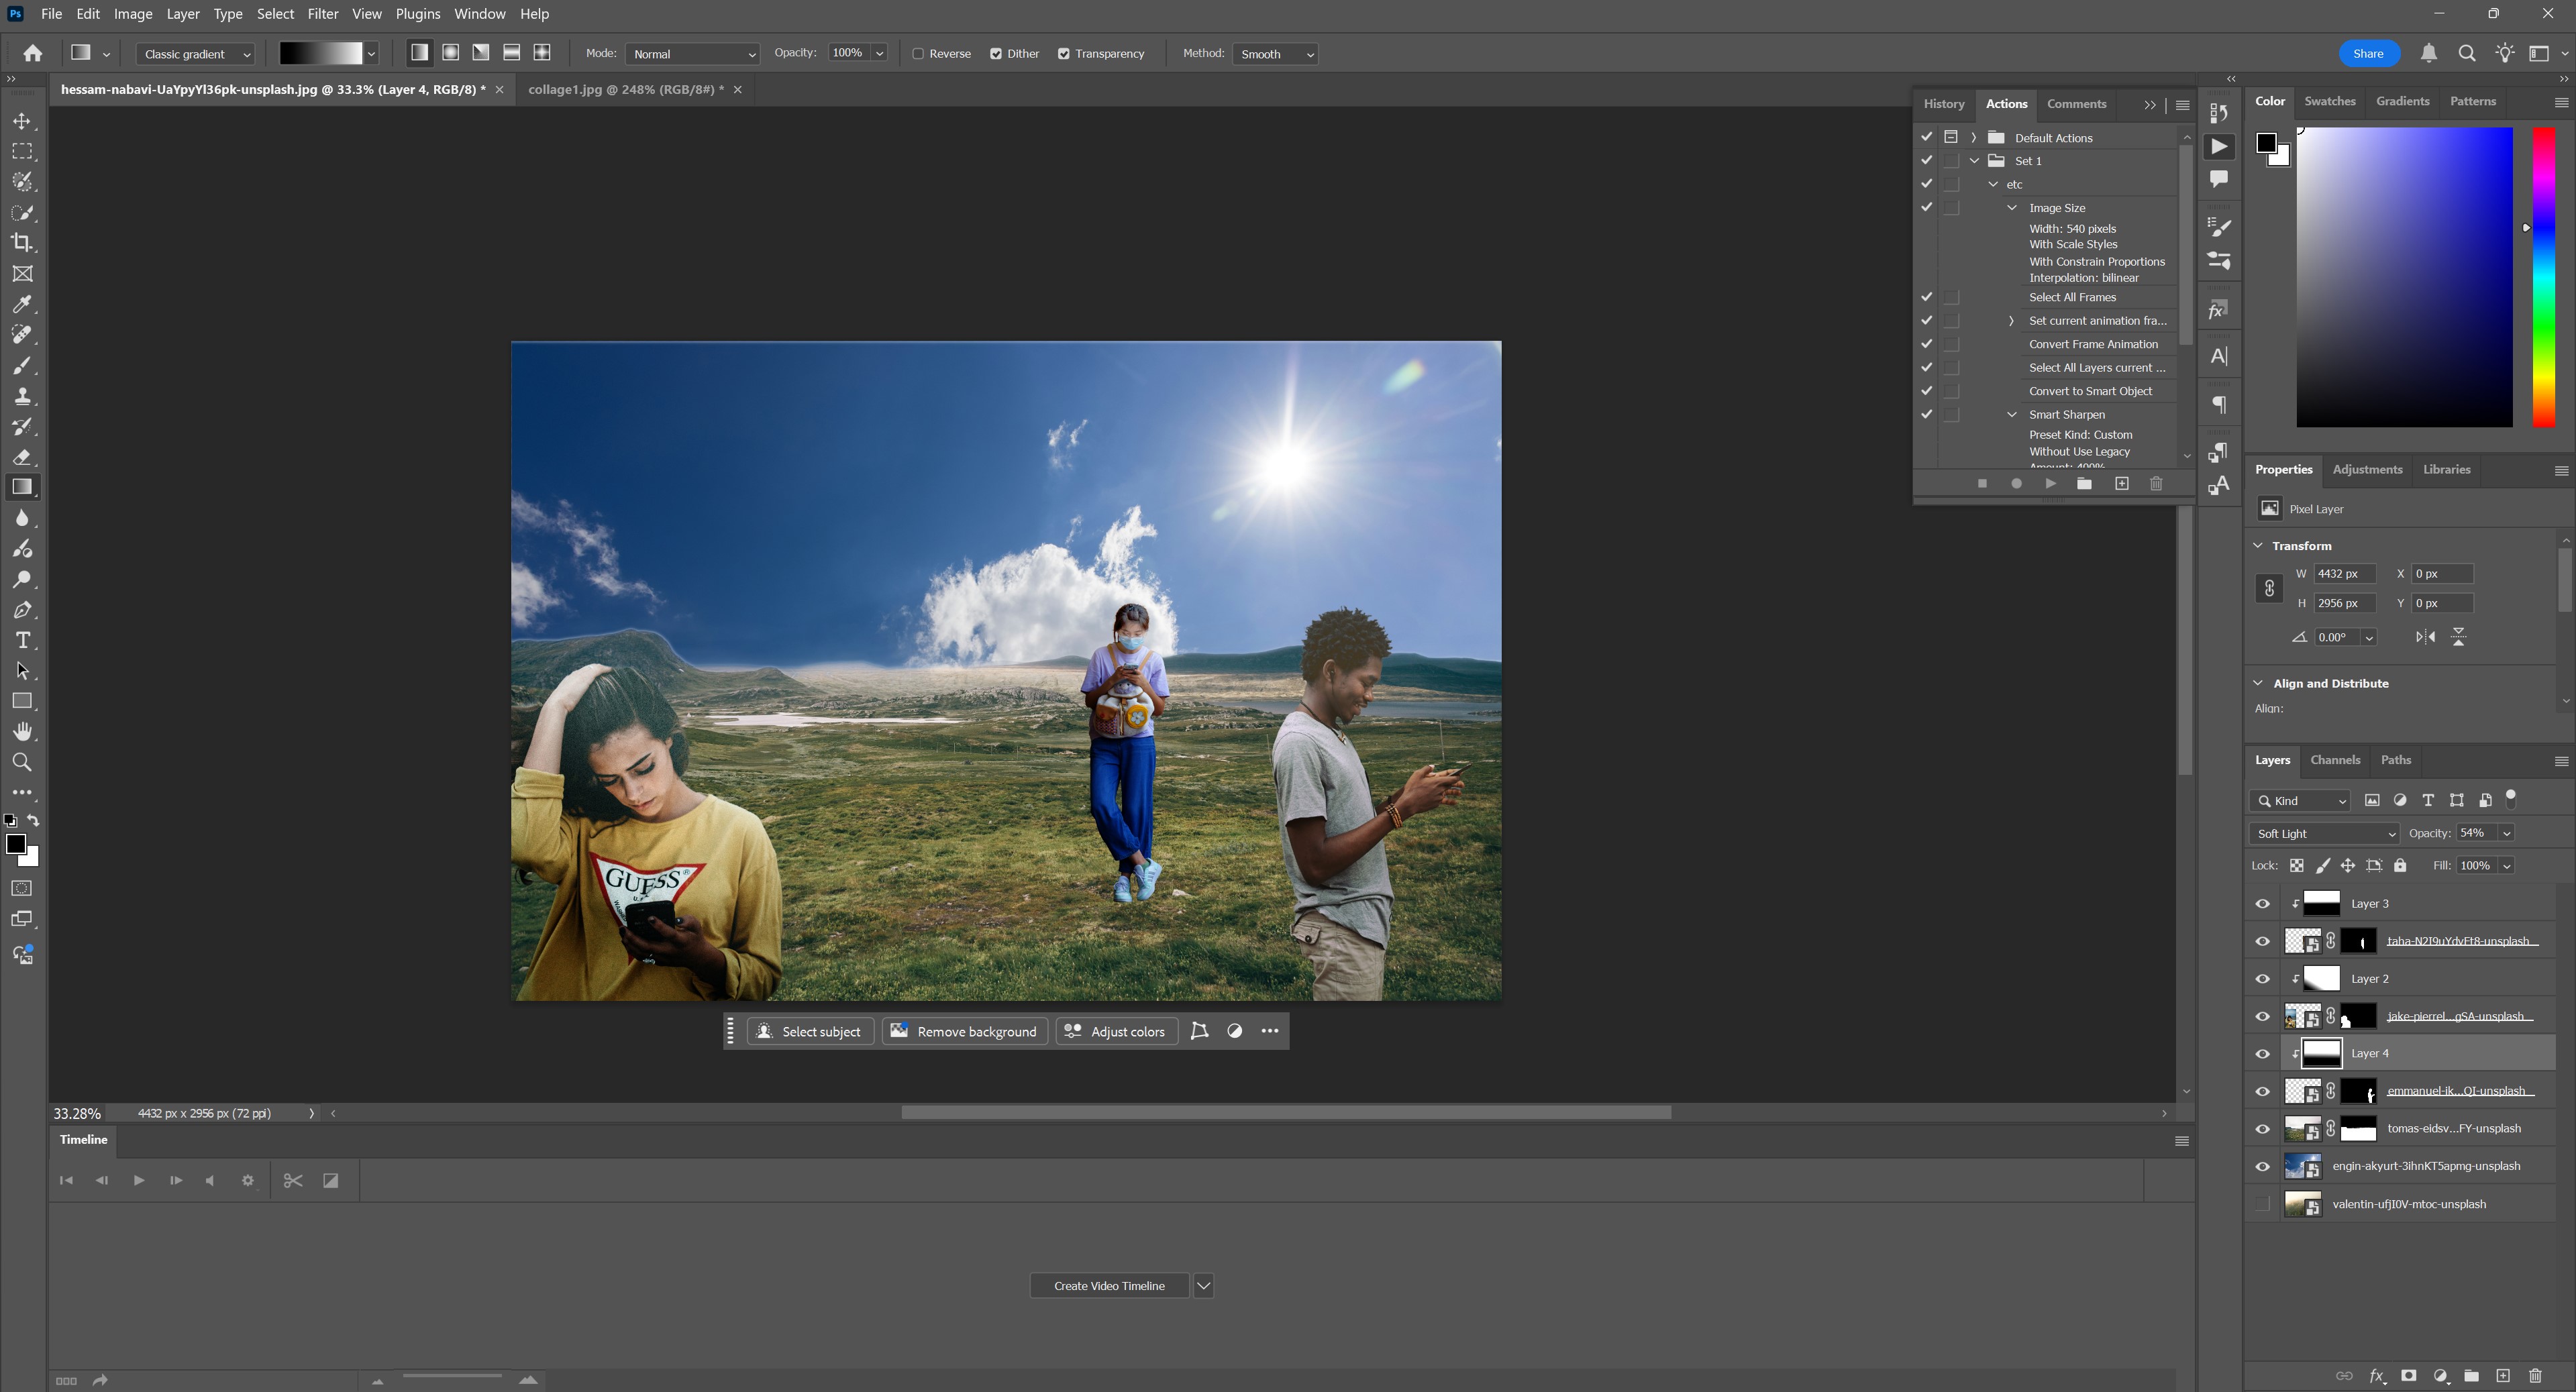 Ps File Edit Image Layer Type Select Filter View Plugins Window Help
Classic gradient Mode: Normal Opacity: 100% Reverse Dither Transparency Method: Smooth Share
hessam-nabavi-UaYpyYl36pk-unsplash.jpg @ 33.3% (Layer 4, RGB/8) * collage1.jpg @ 248% (RGB/8#) *
History Actions Comments
Default Actions
Set 1
etc
Image Size
Width: 540 pixels
With Scale Styles
With Constrain Proportions
Interpolation: bilinear
Select All Frames
Set current animation fra...
Convert Frame Animation
Select All Layers current ...
Convert to Smart Object
Smart Sharpen
Preset Kind: Custom
Without Use Legacy
Amount: 400%
Color Swatches Gradients Patterns
Properties Adjustments Libraries
Pixel Layer
Transform
W 4432 px X 0 px
H 2956 px Y 0 px
0.00°
Align and Distribute
Align:
Layers Channels Paths
Kind
Soft Light Opacity: 54%
Lock: Fill: 100%
Layer 3
taha-N2I9uYdvFt8-unsplash
Layer 2
jake-pierrel...gSA-unsplash
Layer 4
emmanuel-ik...QI-unsplash
tomas-eidsv...FY-unsplash
engin-akyurt-3ihnKT5apmg-unsplash
valentin-ufjI0V-mtoc-unsplash
GUESS
Select subject Remove background Adjust colors
33.28% 4432 px x 2956 px (72 ppi)
Timeline
Create Video Timeline